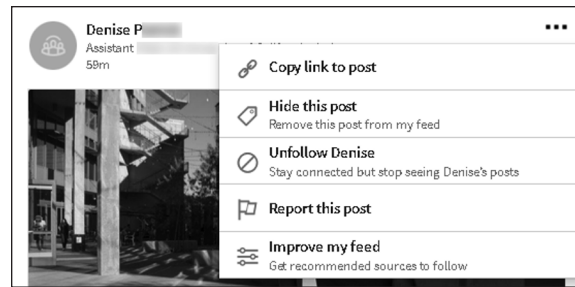 Denise P
Assistant
59m
Copy link to post
Hide this post
Remove this post from my feed
Unfollow Denise
Stay connected but stop seeing Denise's posts
Report this post
Improve my feed
Get recommended sources to follow